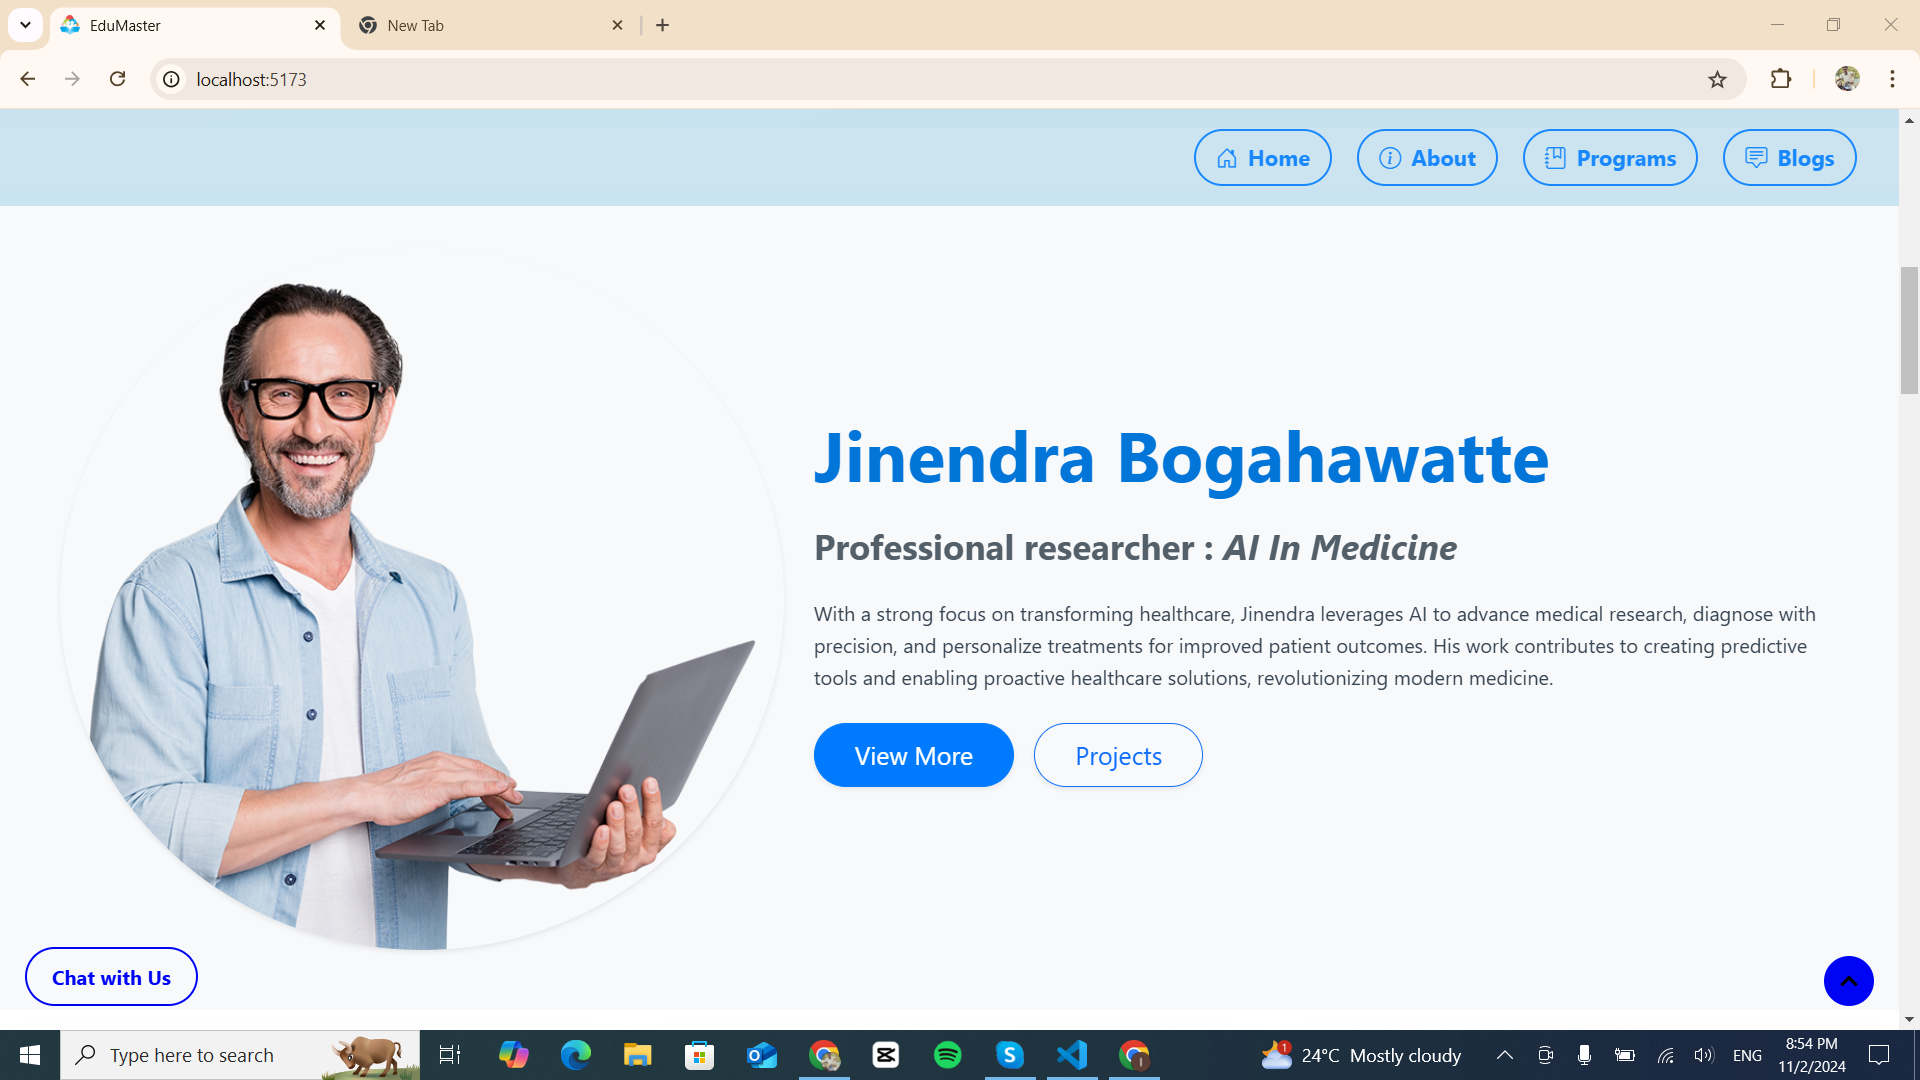 EduMaster
New Tab
localhost:5173
Home
About
Programs
Blogs
Jinendra Bogahawatte
Professional researcher : AI In Medicine
With a strong focus on transforming healthcare, Jinendra leverages AI to advance medical research, diagnose with
precision, and personalize treatments for improved patient outcomes. His work contributes to creating predictive
tools and enabling proactive healthcare solutions, revolutionizing modern medicine.
View More
Projects
Chat with Us
Type here to search
1
24°C Mostly cloudy
ENG
8:54 PM
11/2/2024